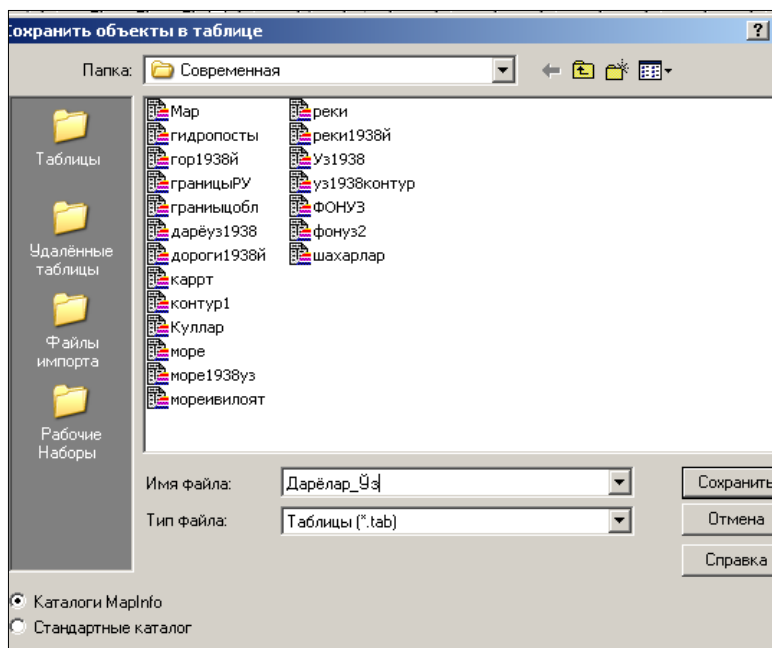 Сохранить объекты в таблице
?
Папка: Современная
Таблицы
Удалённые
таблицы
Файлы
импорта
Рабочие
Наборы
Map
гидропосты
гор1938й
границыРУ
граниыцобл
дарёуз1938
дороги1938й
каррт
контур1
Куллар
море
море1938уз
мореивилоят
реки
реки1938й
Уз1938
уз1938контур
ФОНУЗ
фонуз2
шахарлар
Имя файла: Дарёлар_Ўз
Сохранить
Тип файла: Таблицы (*.tab)
Отмена
Справка
Каталоги MapInfo
Стандартные каталог